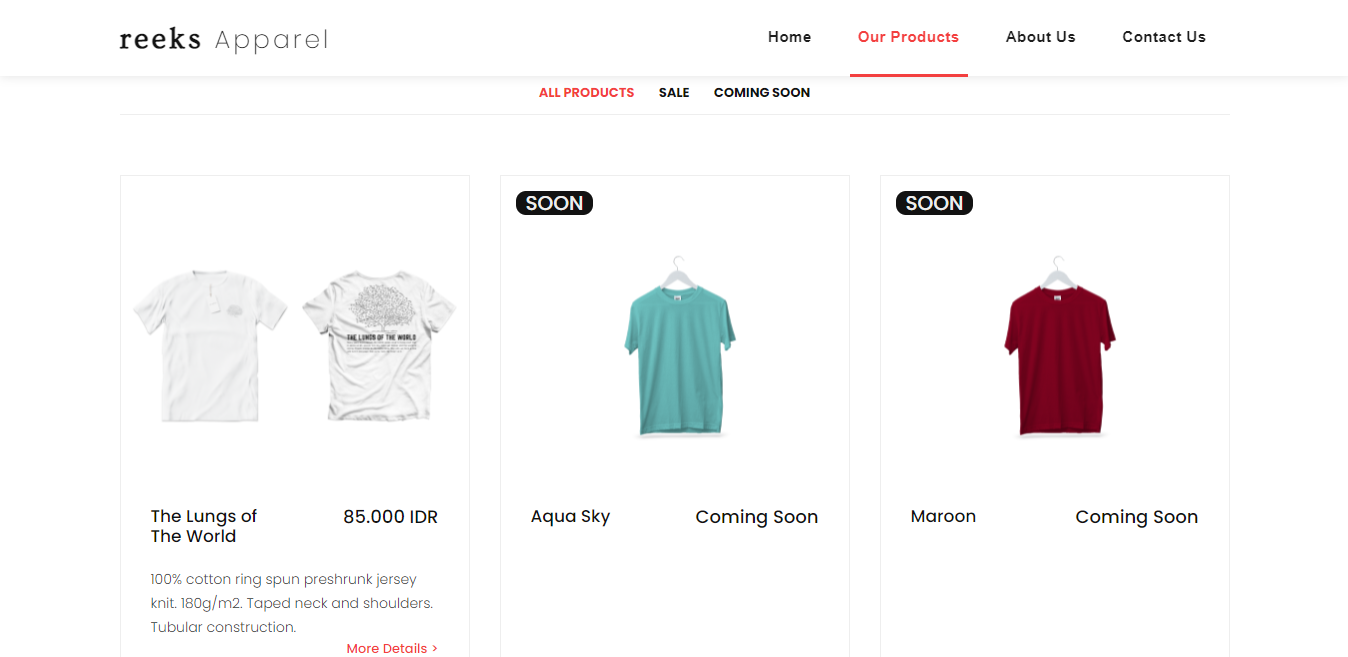 reeks Apparel
Home
Our Products
About Us
Contact Us
ALL PRODUCTS
SALE
COMING SOON
THE LUNGS OF THE WORLD
The Lungs of
The World
85.000 IDR
100% cotton ring spun preshrunk jersey
knit. 180g/m2. Taped neck and shoulders.
Tubular construction.
More Details >
SOON
Aqua Sky
Coming Soon
SOON
Maroon
Coming Soon